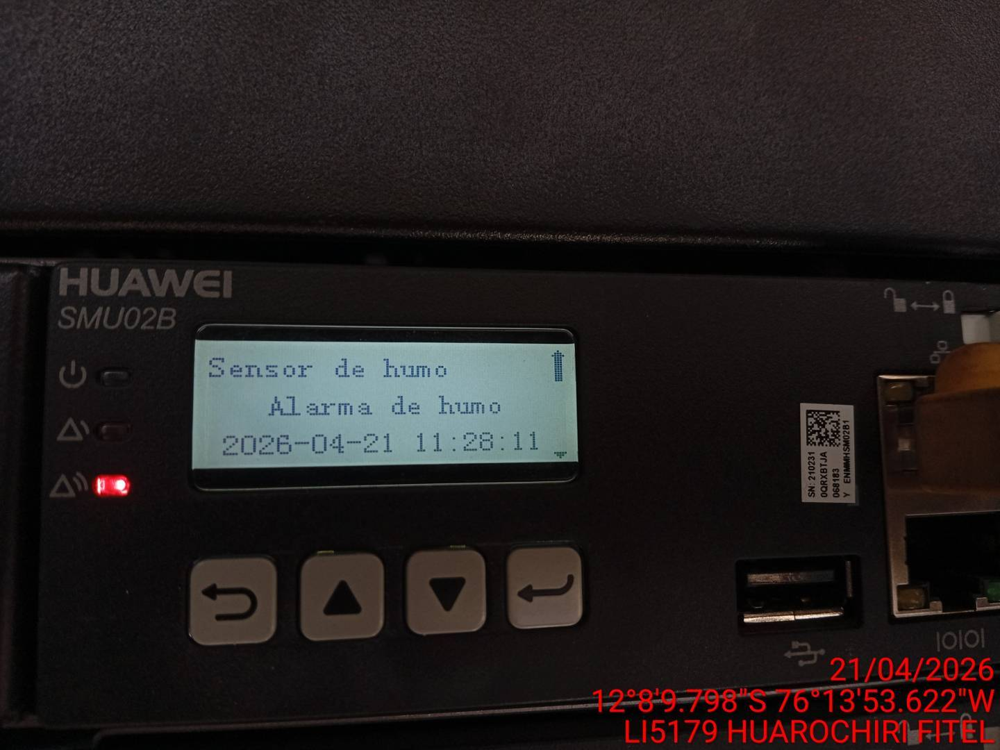 HUAWEI
SMU02B
Sensor de humo
Alarma de humo
2026-04-21 11:28:11
SN: 210231
0QRXBTJA
068183
Y ENMMHSM02B1
|O|O|
21/04/2026
12°8'9.798"S 76°13'53.622"W
LI5179 HUAROCHIRI FITEL